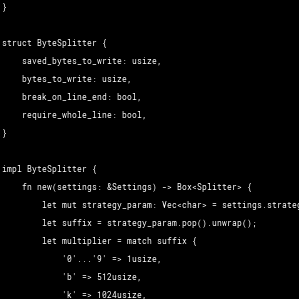 }
struct ByteSplitter {
saved_bytes_to_write: usize,
bytes_to_write: usize,
break_on_line_end: bool,
require_whole_line: bool,
}
impl ByteSplitter {
fn new(settings: &Settings) -> Box<Splitter> {
let mut strategy_param: Vec<char> = settings.strateg
let suffix = strategy_param.pop().unwrap();
let multiplier = match suffix {
'0'...'9' => 1usize,
'b' => 512usize,
'k' => 1024usize,